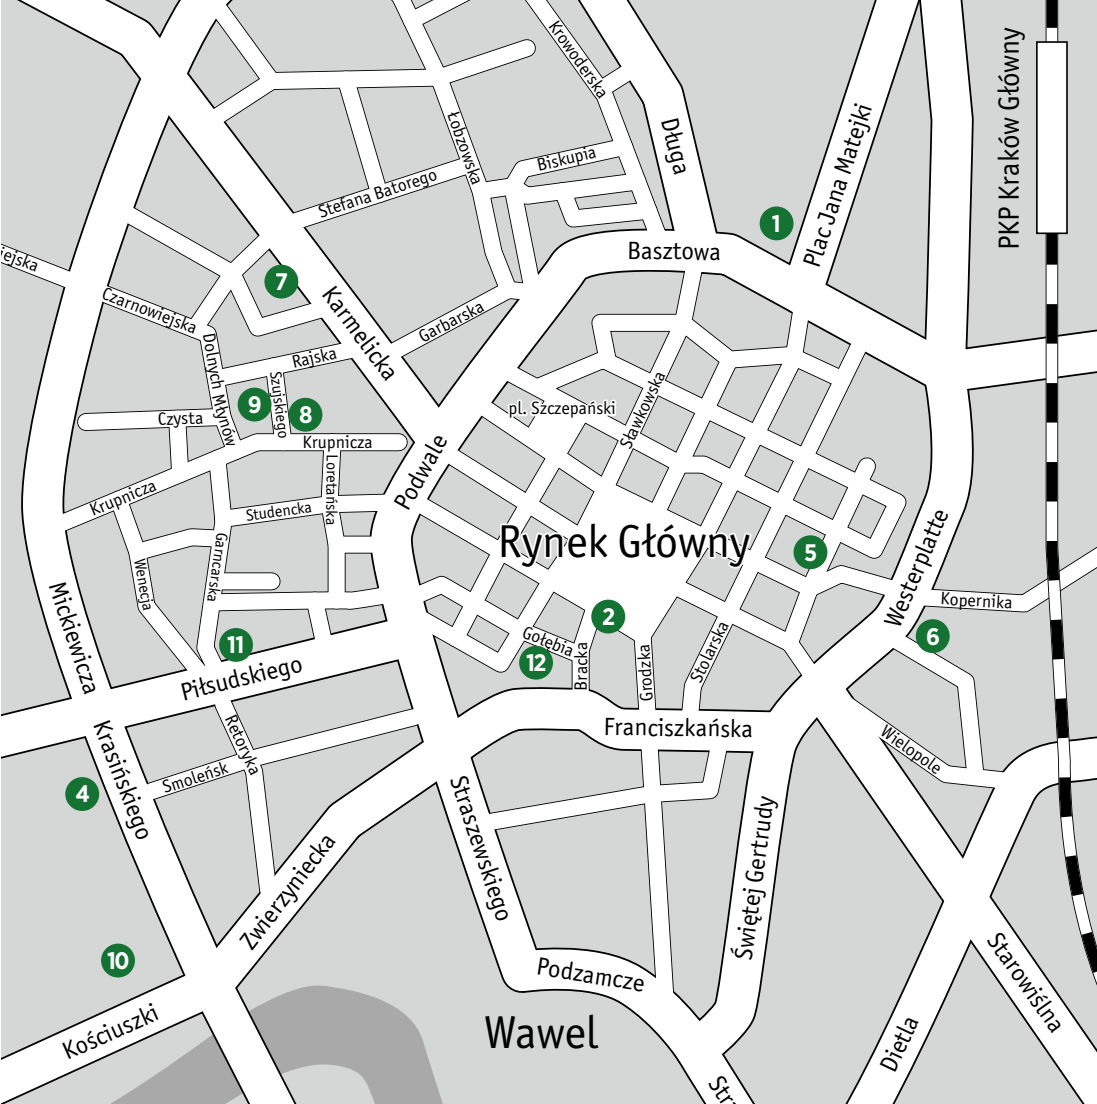 Krowoderska
PKP Kraków Główny
Łobzowska
Długa
Plac Jana Matejki
Biskupia
Stefana Batorego
1
Basztowa
iejska
7
Czarnowiejska
Karmelicka
Garbarska
Dolnych Młynów
Rajska
Szujskiego
9
8
Czysta
pl. Szczepański
Sławkowska
Krupnicza
Podwale
Krupnicza
Loretańska
Studencka
Rynek Główny
5
Westerplatte
Garncarska
Wenecja
Kopernika
Mickiewicza
2
6
11
Gołębia
12
Bracka
Grodzka
Stolarska
Piłsudskiego
Retoryka
Franciszkańska
Wielopole
Krasińskiego
Smoleńsk
4
Straszewskiego
Zwierzyniecka
Świętej Gertrudy
10
Podzamcze
Starowiślna
Kościuszki
Wawel
Dietla
Stra